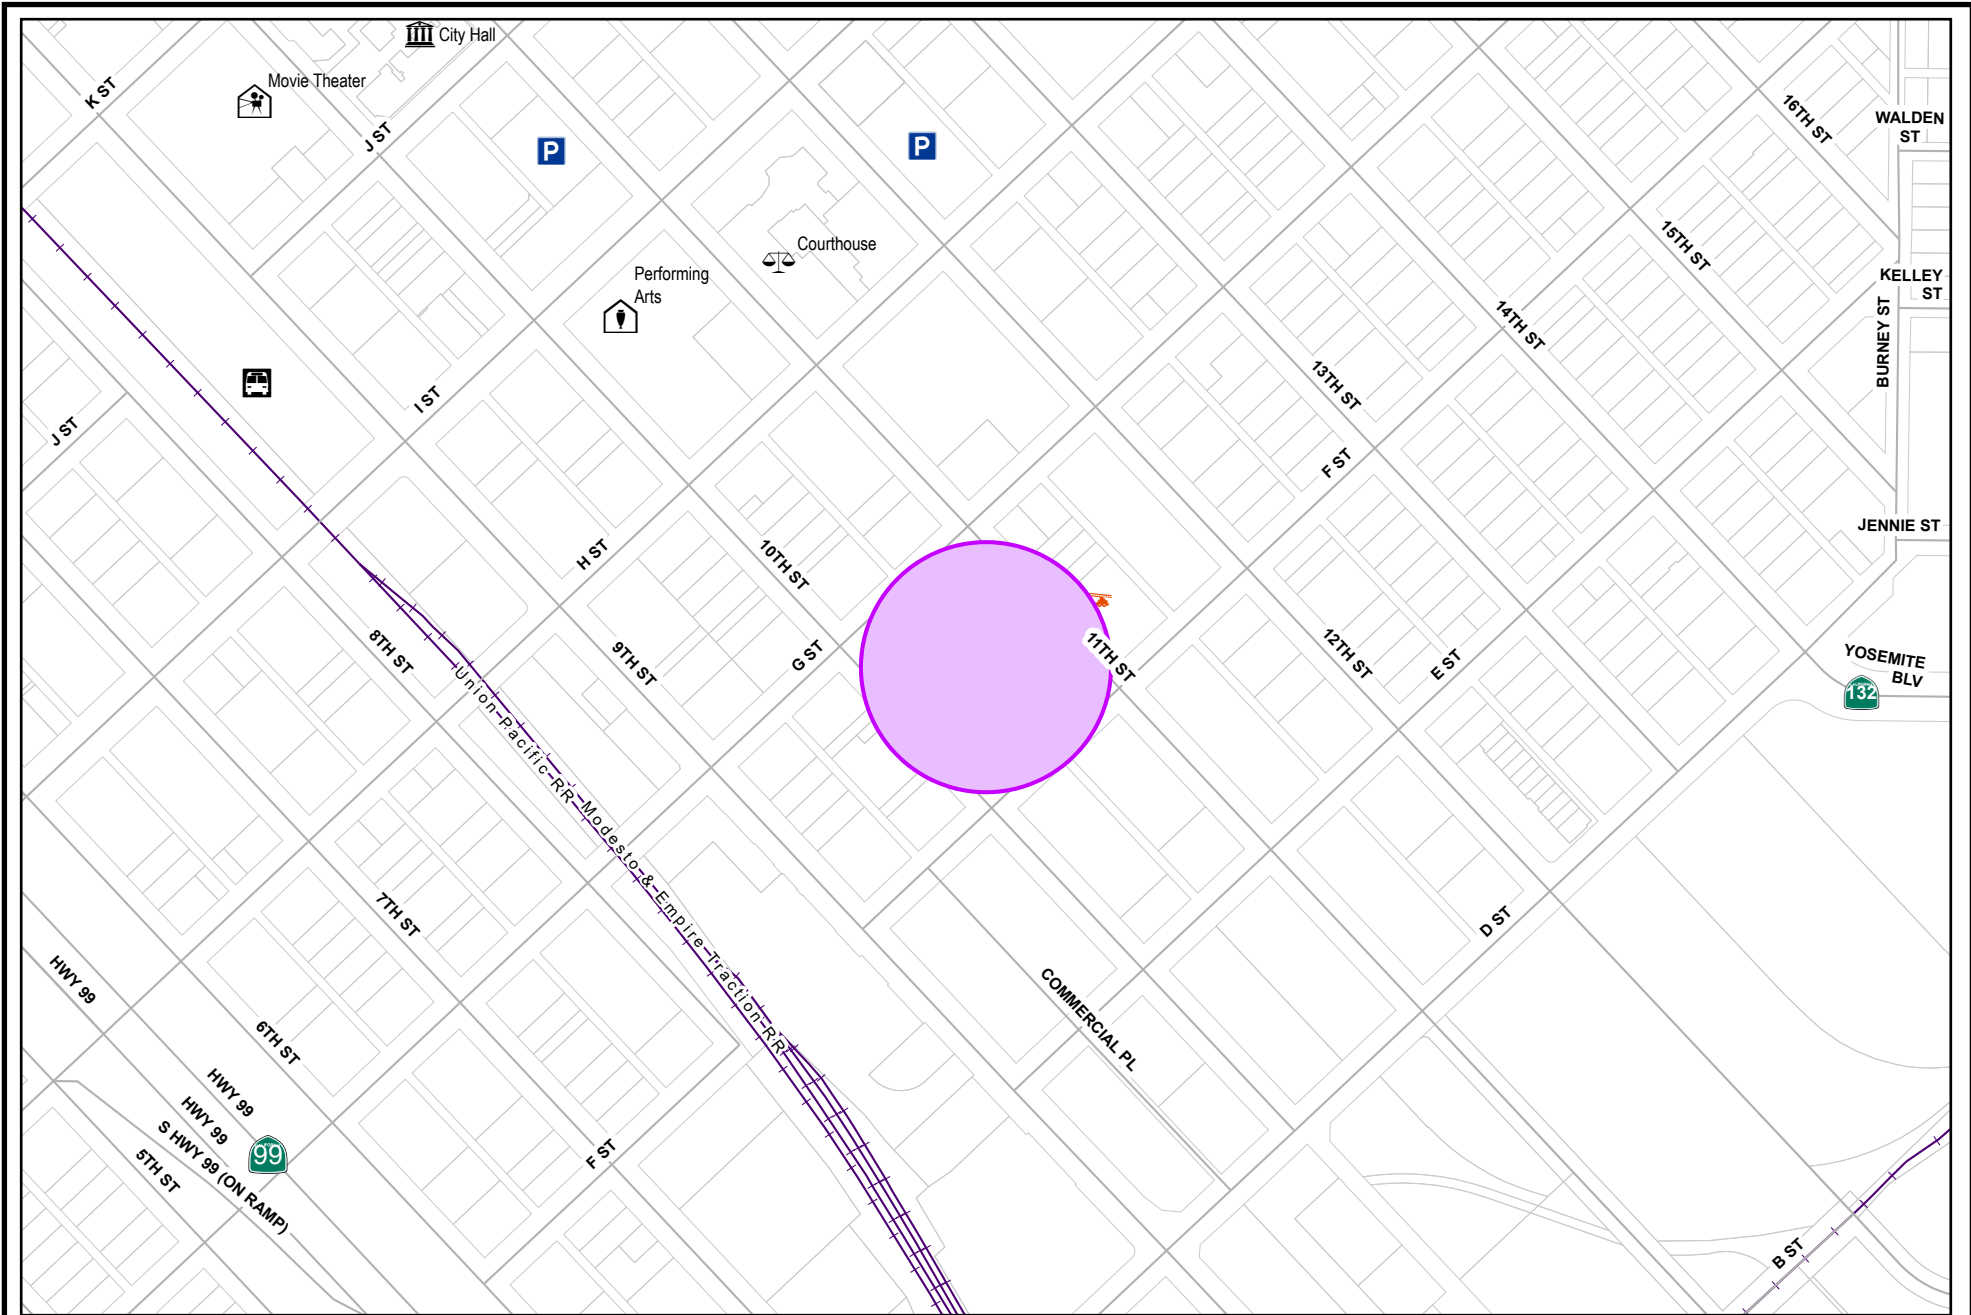 City Hall
Movie Theater
K ST
J ST
P
P
16TH ST
WALDEN
ST
Courthouse
15TH ST
Performing
Arts
KELLEY
ST
14TH ST
BURNEY ST
13TH ST
I ST
J ST
F ST
JENNIE ST
H ST
10TH ST
8TH ST
9TH ST
G ST
11TH ST
12TH ST
E ST
YOSEMITE
BLV
132
Union Pacific RR
Modesto & Empire Traction RR
7TH ST
D ST
HWY 99
COMMERCIAL PL
6TH ST
HWY 99
HWY 99
99
S HWY 99 (ON RAMP)
5TH ST
F ST
B ST